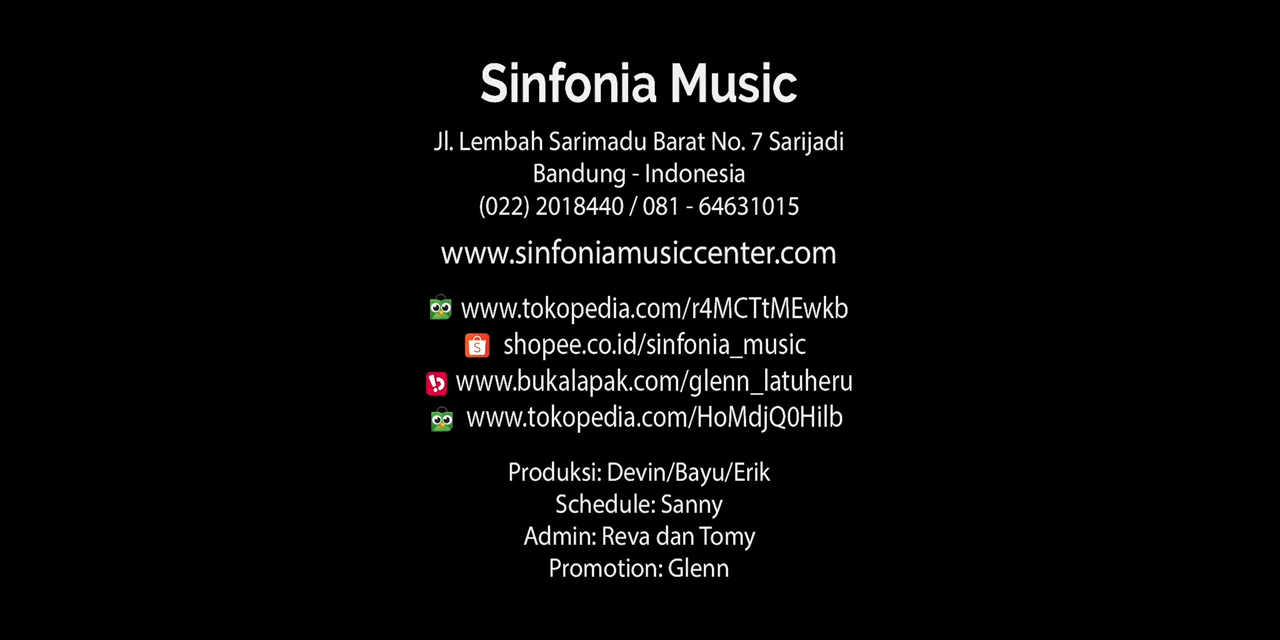 Sinfonia Music
Jl. Lembah Sarimadu Barat No. 7 Sarijadi
Bandung - Indonesia
(022) 2018440 / 081 - 64631015
www.sinfoniamusiccenter.com
www.tokopedia.com/r4MCTtMEwkb
shopee.co.id/sinfonia_music
www.bukalapak.com/glenn_latuheru
www.tokopedia.com/HoMdjQ0Hilb
Produksi: Devin/Bayu/Erik
Schedule: Sanny
Admin: Reva dan Tomy
Promotion: Glenn